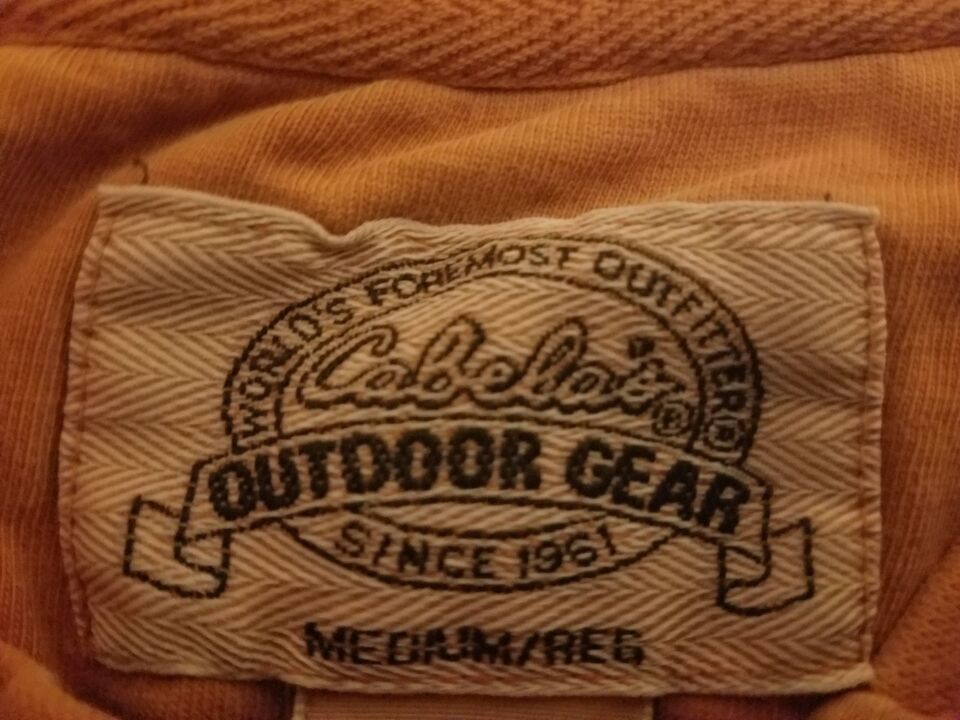 WORLD'S FOREMOST OUTFITTER®
Cabela's®
OUTDOOR GEAR
SINCE 1961
MEDIUM/REG